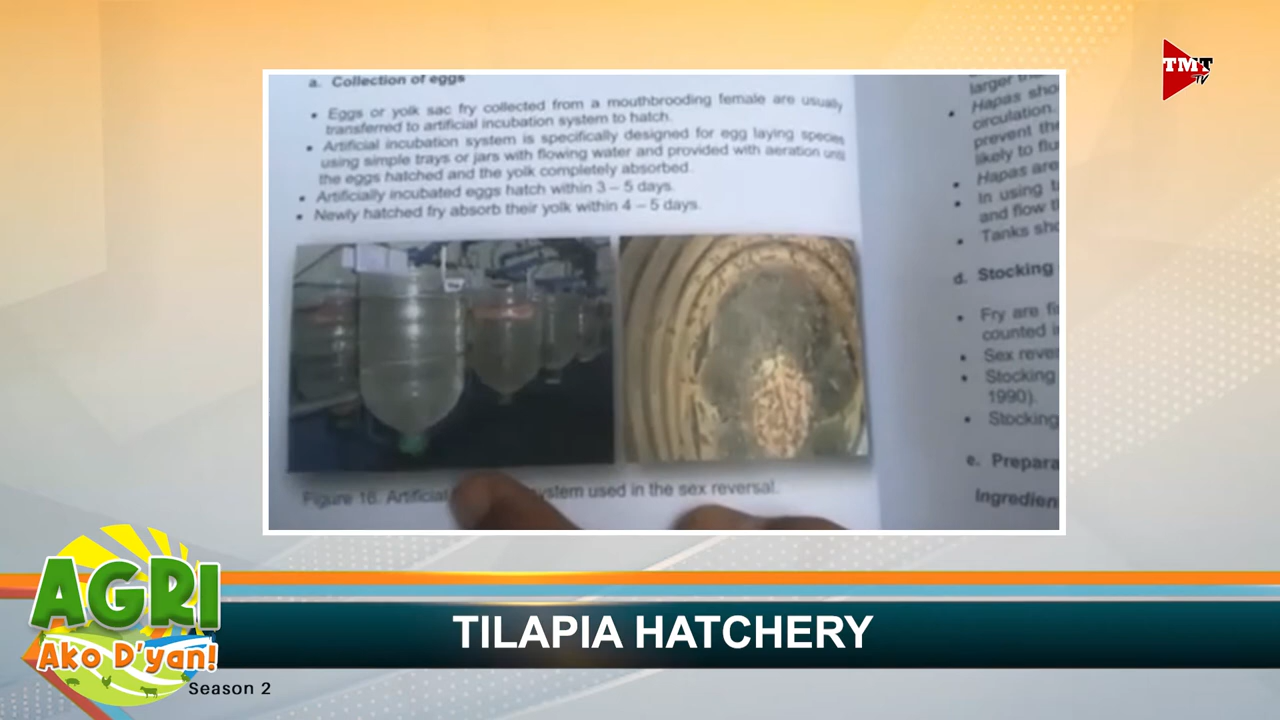 TMT
TV
a. Collection of eggs
• Eggs or yolk sac fry collected from a mouthbrooding female are usually
transferred to artificial incubation system to hatch.
• Artificial incubation system is specifically designed for egg laying species
using simple trays or jars with flowing water and provided with aeration until
the eggs hatched and the yolk completely absorbed.
• Artificially incubated eggs hatch within 3 – 5 days.
• Newly hatched fry absorb their yolk within 4 – 5 days.
Figure 16. Artificial system used in the sex reversal.
larger
• Hapas
circulation.
prevent
likely to
• Hapas are
• In using
and flow
• Tanks
d. Stocking
• Fry are
counted
• Sex
• Stocking
1990).
• Stocking
e.
AGRI
Ako D'yan!
Season 2
TILAPIA HATCHERY